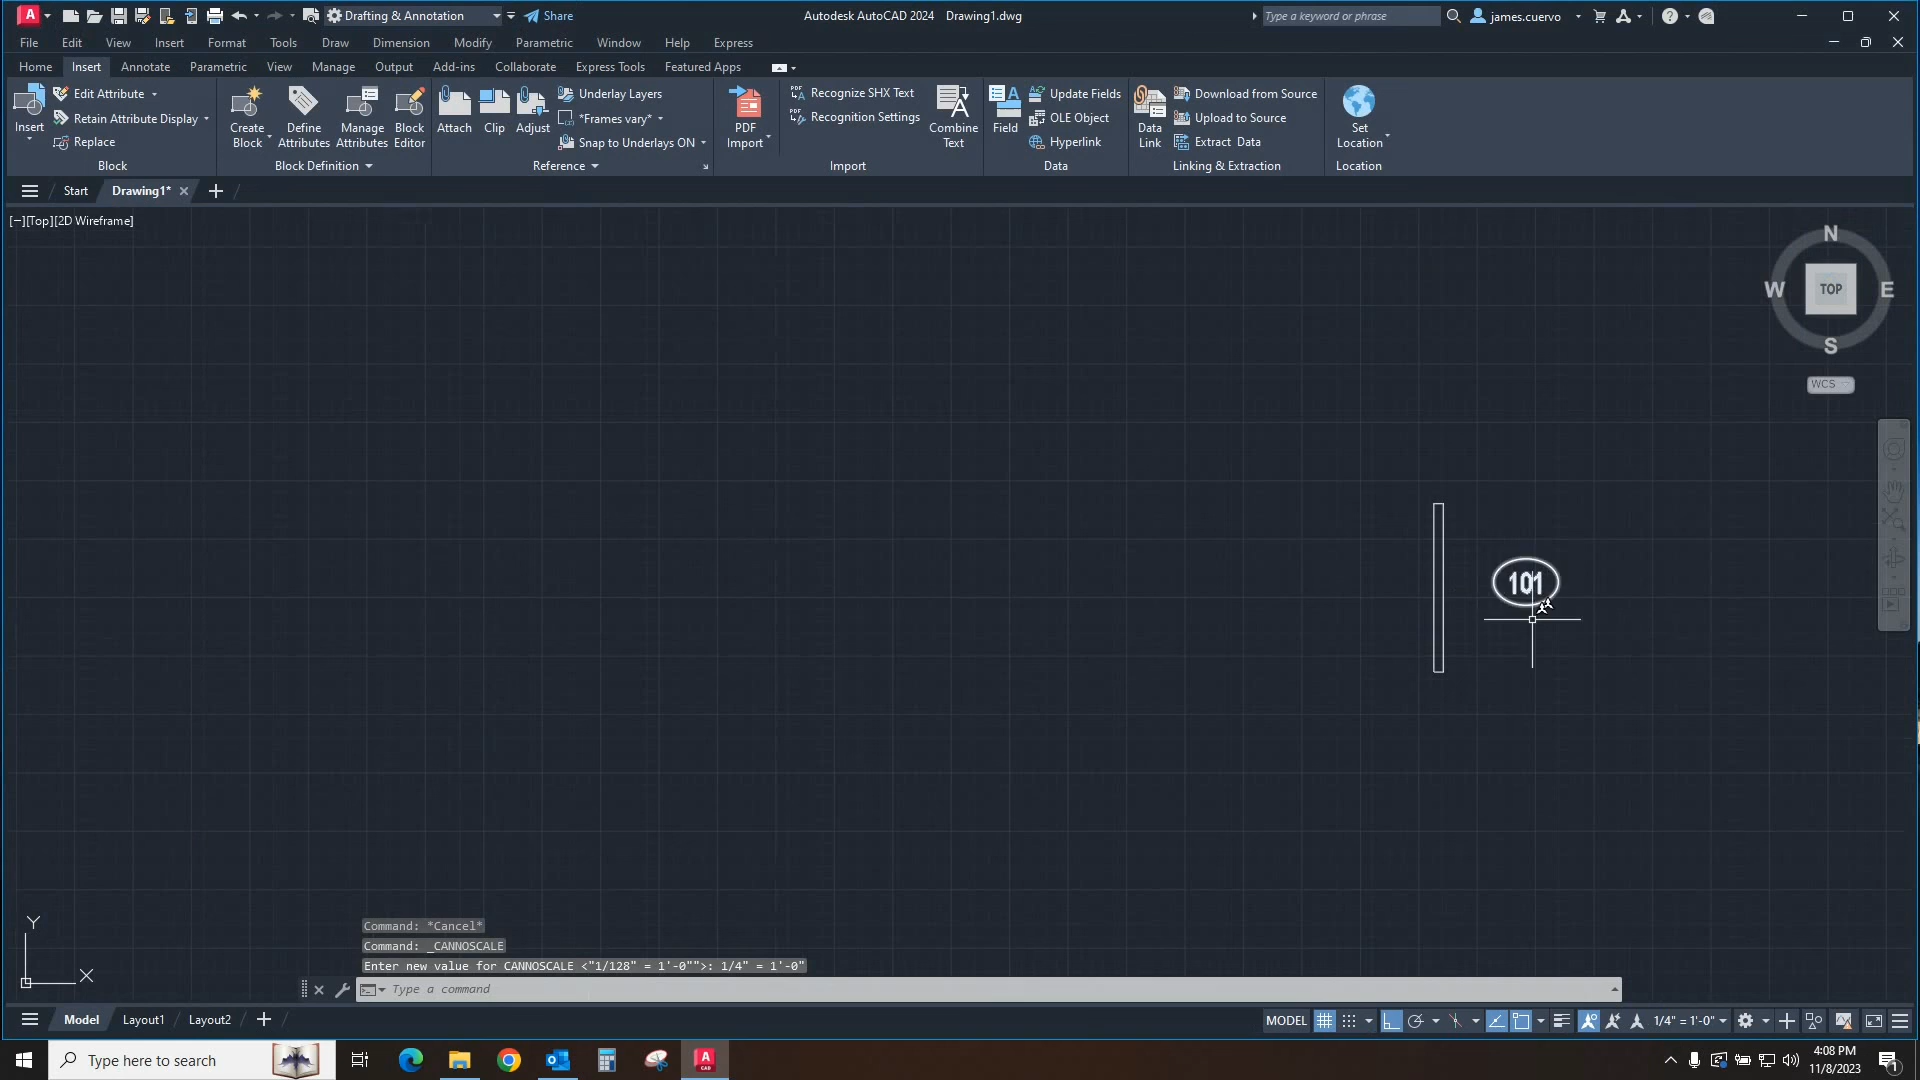 Drafting & Annotation
Share
Autodesk AutoCAD 2024 Drawing1.dwg
Type a keyword or phrase
james.cuervo
File Edit View Insert Format Tools Draw Dimension Modify Parametric Window Help Express
Home Insert Annotate Parametric View Manage Output Add-ins Collaborate Express Tools Featured Apps
Insert
Edit Attribute
Retain Attribute Display
Replace
Block
Create Block
Define Attributes
Manage Attributes
Block Editor
Block Definition
Attach
Clip
Adjust
Underlay Layers
*Frames vary*
Snap to Underlays ON
Reference
PDF Import
Recognize SHX Text
Recognition Settings
Combine Text
Import
Field
Update Fields
OLE Object
Hyperlink
Data
Data Link
Download from Source
Upload to Source
Extract Data
Linking & Extraction
Set Location
Location
Start
Drawing1*
[−][Top][2D Wireframe]
N
W TOP E
S
WCS
101
Y
X
Command: *Cancel*
Command: _CANNOSCALE
Enter new value for CANNOSCALE <"1/128" = 1'-0"">: 1/4" = 1'-0"
Type a command
Model Layout1 Layout2
MODEL
1/4" = 1'-0"
Type here to search
4:08 PM
11/8/2023
1